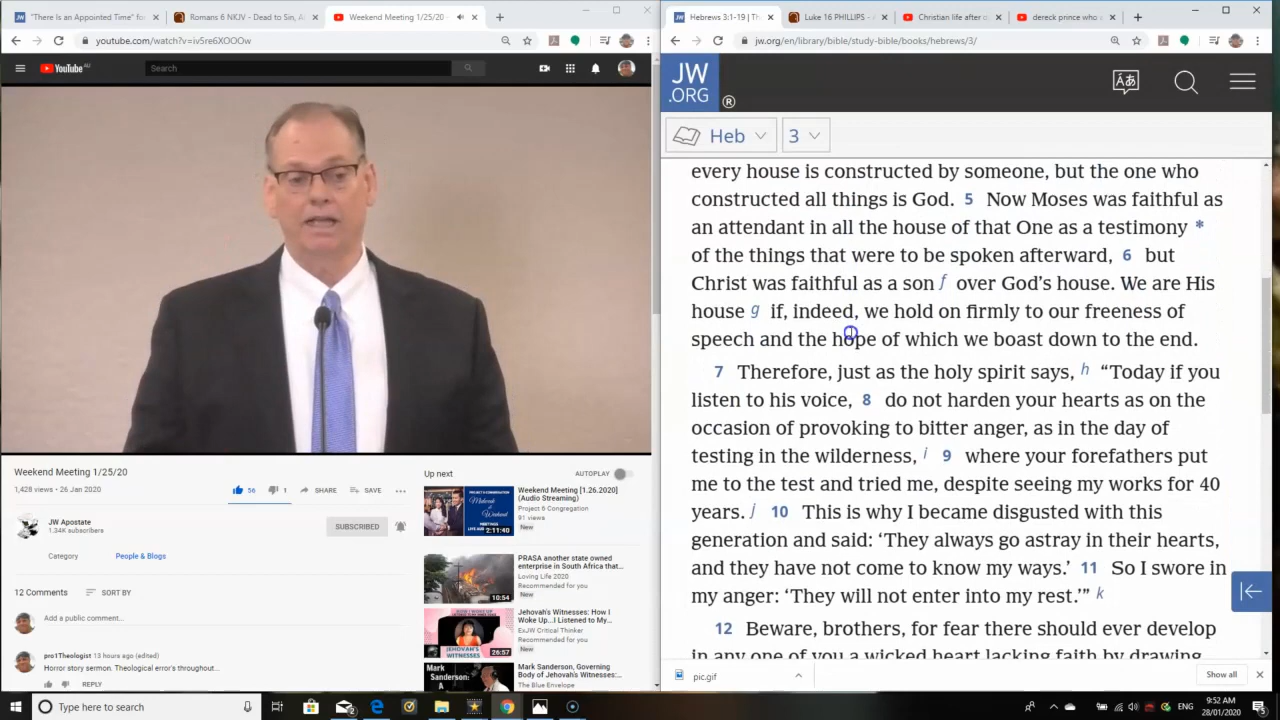 "There Is an Appointed Time" for
Romans 6 NKJV - Dead to Sin, A
Weekend Meeting 1/25/20 -
youtube.com/watch?v=iv5re6XOOOw
YouTube AU
Search
Weekend Meeting 1/25/20
1,428 views • 26 Jan 2020
56
1
SHARE
SAVE
JW Apostate
1.34K subscribers
SUBSCRIBED
Category
People & Blogs
12 Comments
SORT BY
Add a public comment...
pro1Theologist 13 hours ago (edited)
Horror story sermon. Theological error's throughout...
REPLY
Up next
AUTOPLAY
Weekend Meeting [1.26.2020]
(Audio Streaming)
Project 6 Congregation
91 views
New
2:11:40
PRASA another state owned
enterprise in South Africa that...
Loving Life 2020
Recommended for you
New
10:54
Jehovah's Witnesses: How I
Woke Up...I Listened to My...
ExJW Critical Thinker
Recommended for you
New
26:57
JEHOVAH'S
WITNESSES
Mark Sanderson, Governing
Body of Jehovah's Witnesses:...
The Blue Envelope
Mark
Sanderson:
Hebrews 3:1-19 | Th
Luke 16 PHILLIPS - A
Christian life after c
dereck prince who s
jw.org/en/library/bible/study-bible/books/hebrews/3/
JW
.ORG
®
Heb
3
every house is constructed by someone, but the one who
constructed all things is God. 5 Now Moses was faithful as
an attendant in all the house of that One as a testimony *
of the things that were to be spoken afterward, 6 but
Christ was faithful as a son f over God's house. We are His
house g if, indeed, we hold on firmly to our freeness of
speech and the hope of which we boast down to the end.
7 Therefore, just as the holy spirit says, h "Today if you
listen to his voice, 8 do not harden your hearts as on the
occasion of provoking to bitter anger, as in the day of
testing in the wilderness, i 9 where your forefathers put
me to the test and tried me, despite seeing my works for 40
years. j 10 This is why I became disgusted with this
generation and said: 'They always go astray in their hearts,
and they have not come to know my ways.' 11 So I swore in
my anger: 'They will not enter into my rest.'" k
12 Beware, brothers, for fear there should ever develop
in any one of you a wicked heart lacking faith by
pic.gif
Show all
Type here to search
ENG
9:52 AM
28/01/2020